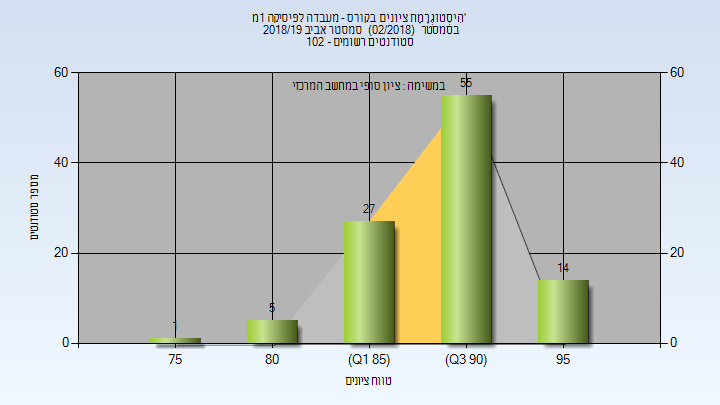 היסטוגרמת ציונים בקורס - מעבדה לפיסיקה 1מ'
בסמסטר (02/2018) סמסטר אביב 2018/19
סטודנטים רשומים - 102
במשימה : ציון סופי במחשב המרכזי
60 60
55
40 40
מספר סטודנטים
27
20 20
14
5
1
0 0
75 80 (Q1 85) (Q3 90) 95
טווח ציונים